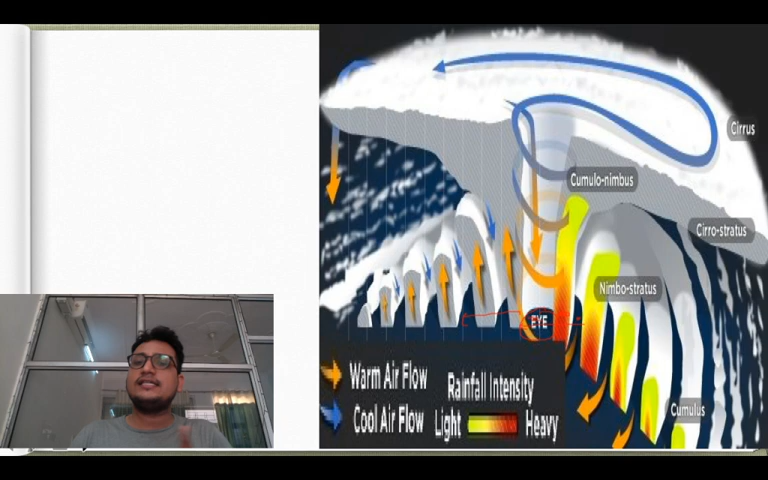 Cirrus
Cumulo-nimbus
Cirro-stratus
Nimbo-stratus
EYE
Warm Air Flow
Cool Air Flow
Rainfall Intensity
Light
Heavy
Cumulus